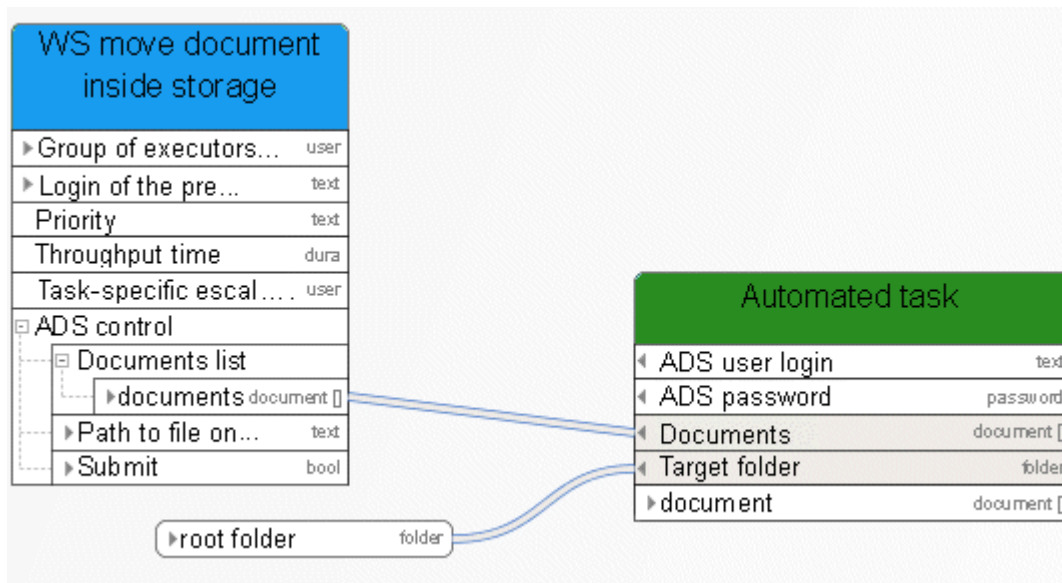 WS move document
inside storage
Group of executors... user
Login of the pre... text
Priority text
Throughput time dura
Task-specific escal.... user
ADS control
Documents list
documents document []
Path to file on... text
Submit bool
root folder folder
Automated task
ADS user login text
ADS password password
Documents document [
Target folder folder
document document [